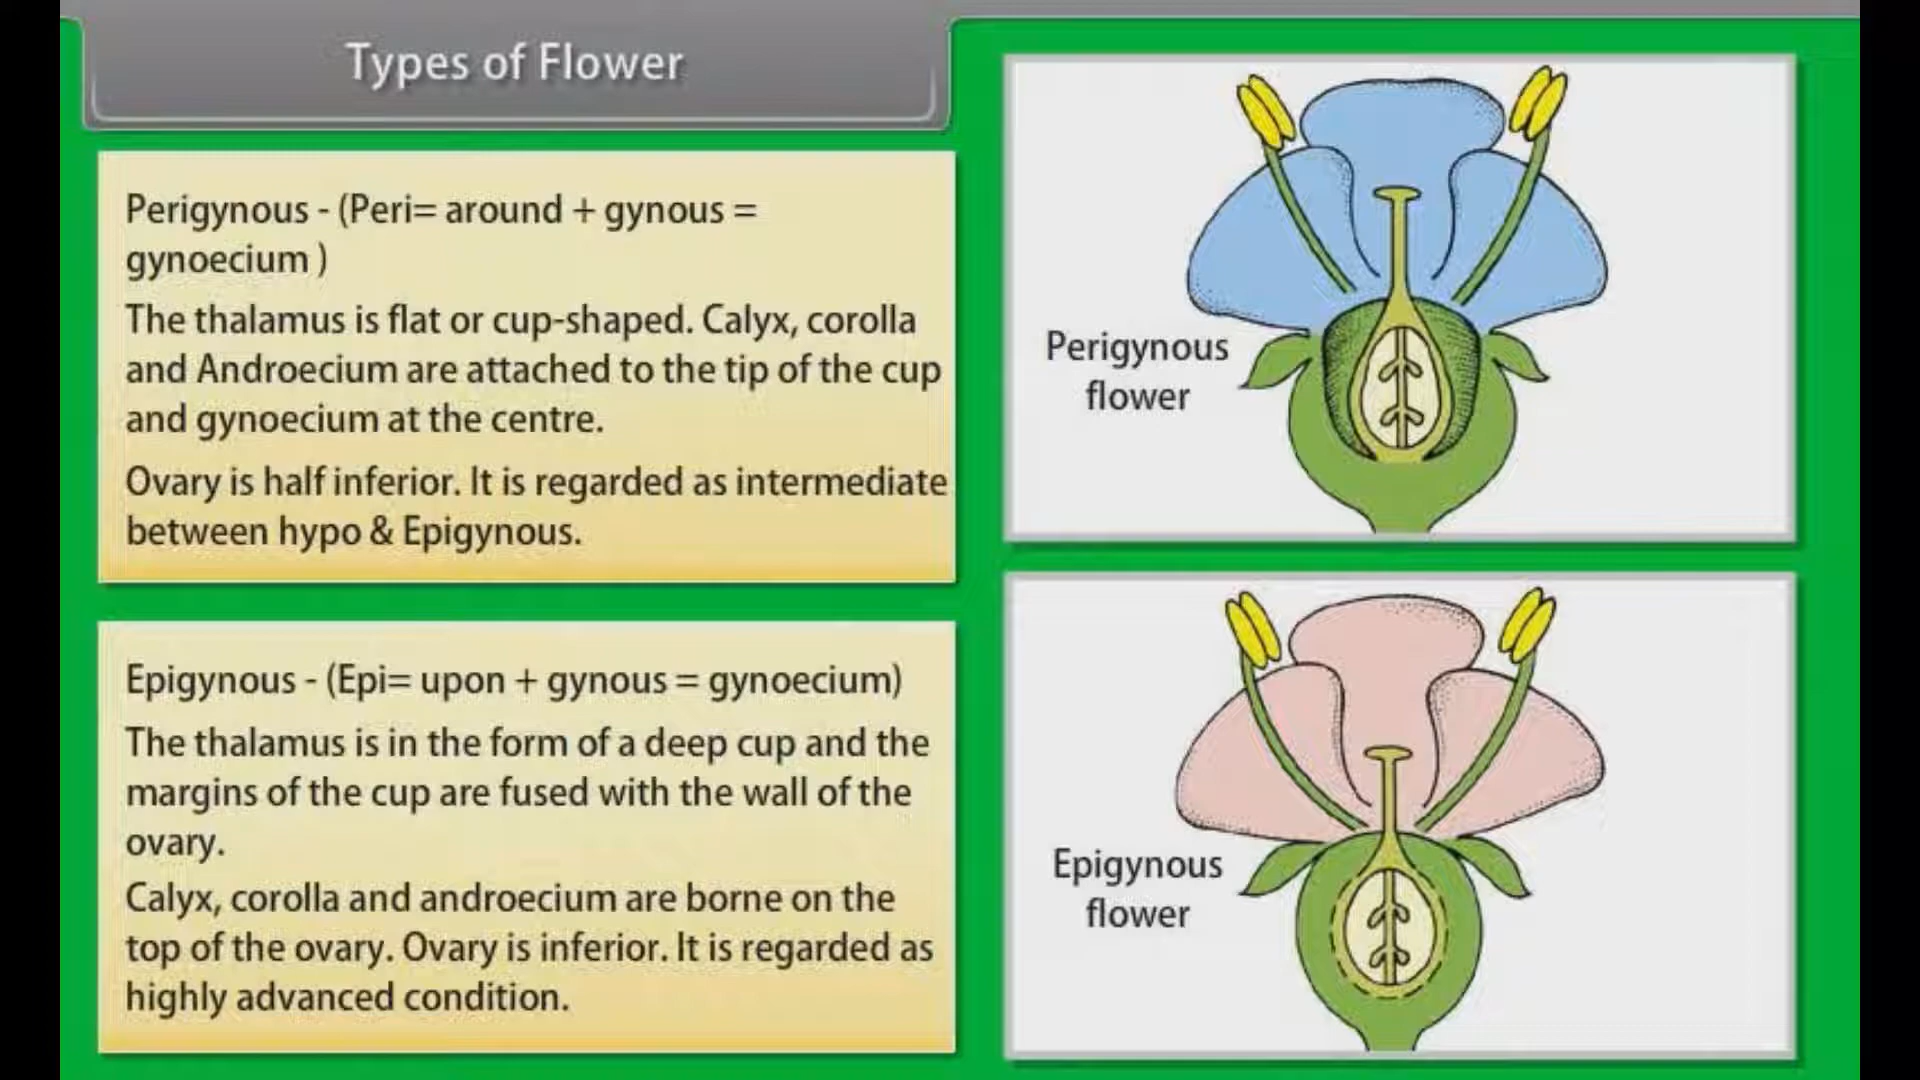 Types of Flower
Perigynous - (Peri= around + gynous =
gynoecium )
The thalamus is flat or cup-shaped. Calyx, corolla
and Androecium are attached to the tip of the cup
and gynoecium at the centre.
Ovary is half inferior. It is regarded as intermediate
between hypo & Epigynous.
Perigynous
flower
Epigynous - (Epi= upon + gynous = gynoecium)
The thalamus is in the form of a deep cup and the
margins of the cup are fused with the wall of the
ovary.
Calyx, corolla and androecium are borne on the
top of the ovary. Ovary is inferior. It is regarded as
highly advanced condition.
Epigynous
flower